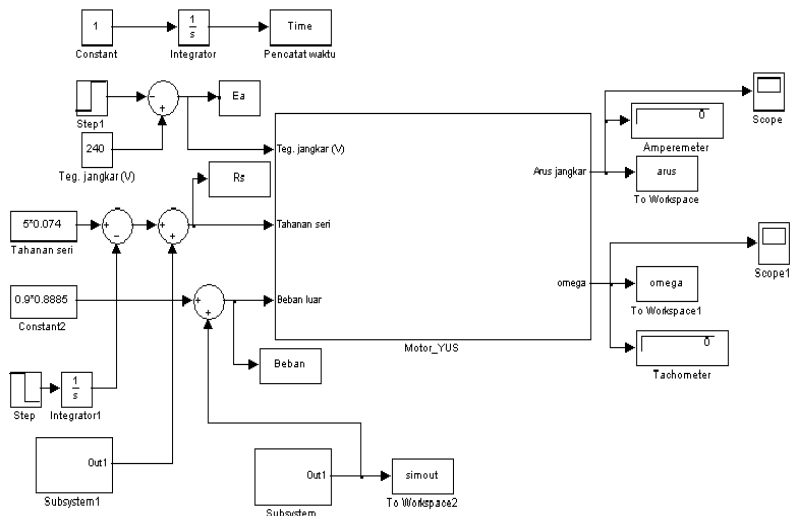 1
1
s
Time
Constant
Integrator
Pencatat waktu
Step1
Ea
240
Teg. jangkar (V)
Rs
5*0.074
Tahanan seri
0.9*0.8885
Constant2
Teg. jangkar (V)
Tahanan seri
Beban luar
Arus jangkar
omega
Motor_YUS
Scope
0
Amperemeter
arus
To Workspace
Scope1
omega
To Workspace1
0
Tachometer
Beban
Step
1
s
Integrator1
Out1
Subsystem1
Out1
Subsystem
simout
To Workspace2